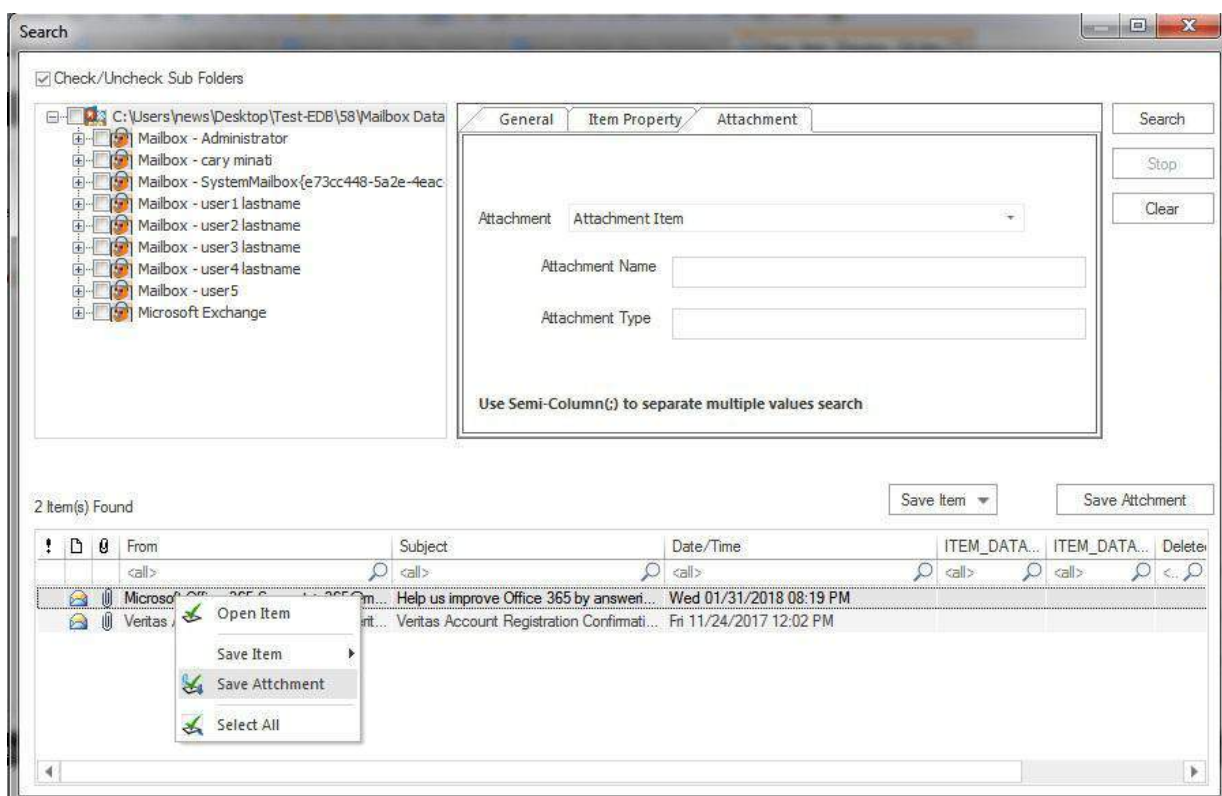 Search
Check/Uncheck Sub Folders
C:\Users\news\Desktop\Test-EDB\58\Mailbox Data
Mailbox - Administrator
Mailbox - cary minati
Mailbox - SystemMailbox{e73cc448-5a2e-4eac
Mailbox - user1 lastname
Mailbox - user2 lastname
Mailbox - user3 lastname
Mailbox - user4 lastname
Mailbox - user5
Microsoft Exchange
General Item Property Attachment
Attachment Attachment Item
Attachment Name
Attachment Type
Use Semi-Column(;) to separate multiple values search
Search
Stop
Clear
2 Item(s) Found
Save Item
Save Attchment
From Subject Date/Time ITEM_DATA... ITEM_DATA... Delete
<all> <all> <all> <all> <all> <..
Help us improve Office 365 by answeri... Wed 01/31/2018 08:19 PM
Veritas Veritas Account Registration Confirmati... Fri 11/24/2017 12:02 PM
Open Item
Save Item
Save Attchment
Select All